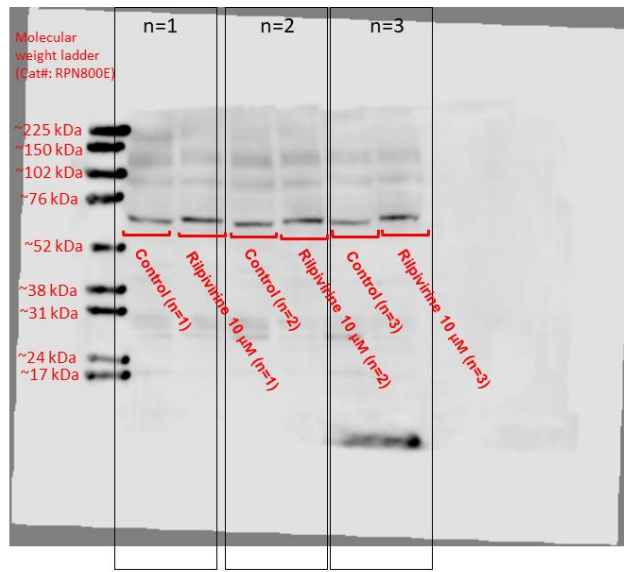 n=1
n=2
n=3
Molecular
weight ladder
(Cat#: RPN800E)
~225 kDa
~150 kDa
~102 kDa
~76 kDa
~52 kDa
~38 kDa
~31 kDa
~24 kDa
~17 kDa
Control (n=1)
Rilpivirine 10 µM (n=1)
Control (n=2)
Rilpivirine 10 µM (n=2)
Control (n=3)
Rilpivirine 10 µM (n=3)